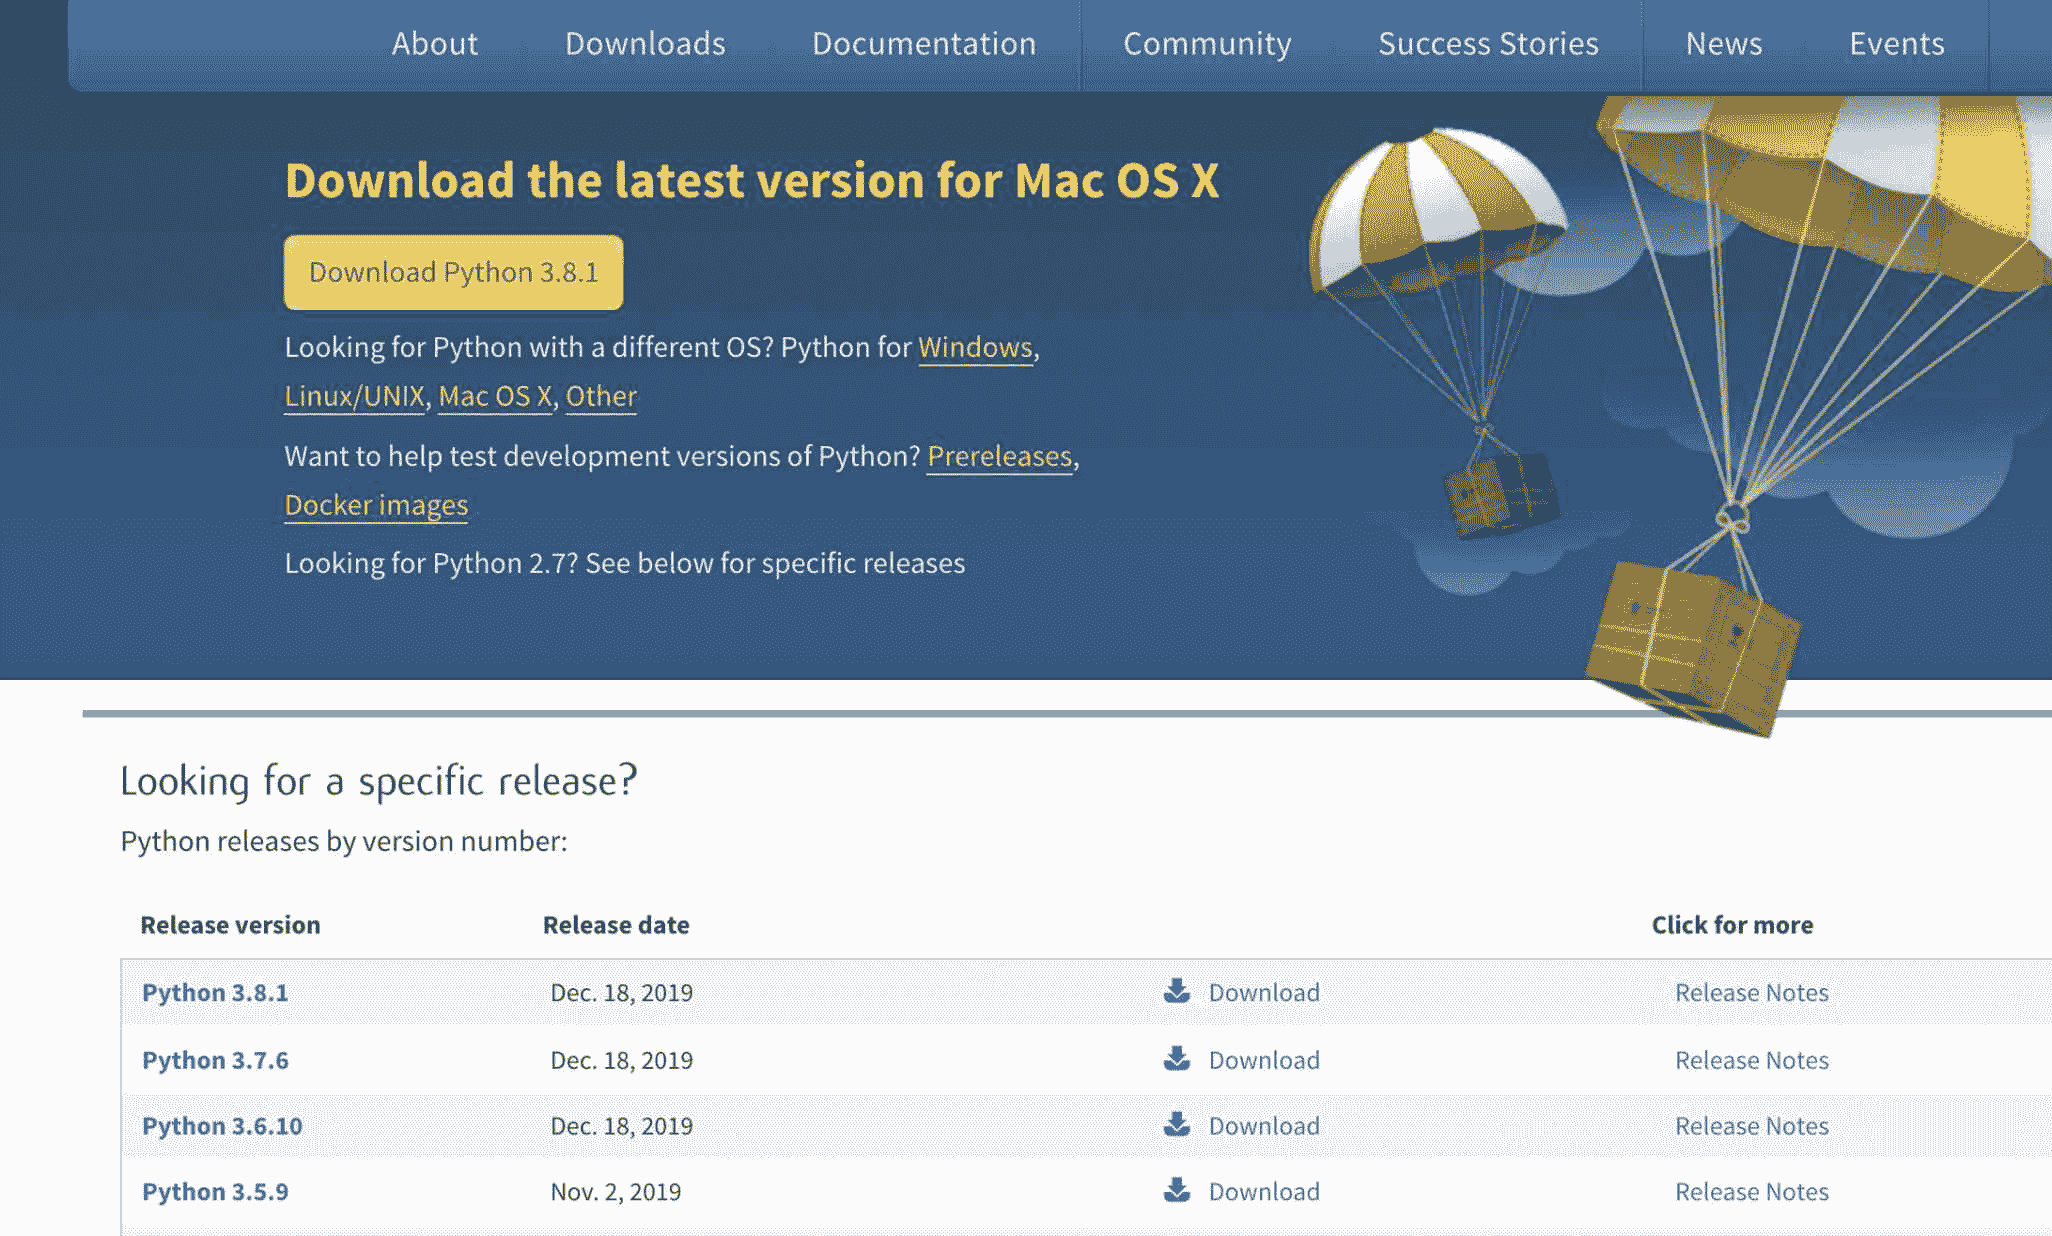 About Downloads Documentation Community Success Stories News Events
Download the latest version for Mac OS X
Download Python 3.8.1
Looking for Python with a different OS? Python for Windows,
Linux/UNIX, Mac OS X, Other
Want to help test development versions of Python? Prereleases,
Docker images
Looking for Python 2.7? See below for specific releases
Looking for a specific release?
Python releases by version number:
Release version Release date Click for more
Python 3.8.1 Dec. 18, 2019 Download Release Notes
Python 3.7.6 Dec. 18, 2019 Download Release Notes
Python 3.6.10 Dec. 18, 2019 Download Release Notes
Python 3.5.9 Nov. 2, 2019 Download Release Notes